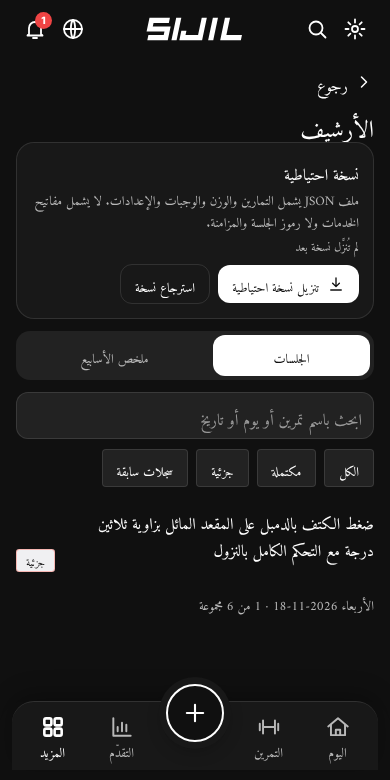 1
SIJIL
رجوع
الأرشيف
نسخة احتياطية
ملف JSON يشمل التمارين والوزن والوجبات والإعدادات. لا يشمل مفاتيح
الخدمات ولا رموز الجلسة والمزامنة.
لم تُنزَّل نسخة بعد
تنزيل نسخة احتياطية
استرجاع نسخة
الجلسات
ملخص الأسابيع
ابحث باسم تمرين أو يوم أو تاريخ
الكل
مكتملة
جزئية
سجلات سابقة
ضغط الكتف بالدمبل على المقعد المائل بزاوية ثلاثين
درجة مع التحكم الكامل بالنزول
جزئية
الأربعاء 2026-11-18 · 1 من 6 مجموعة
اليوم
التمرين
التقدّم
المزيد